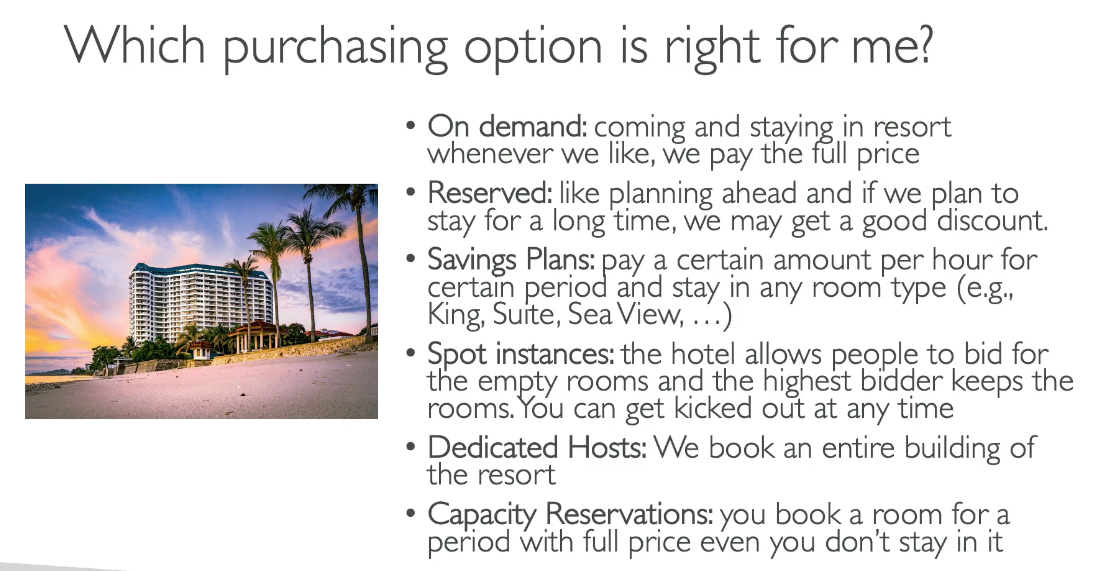 Which purchasing option is right for me?
• On demand: coming and staying in resort
whenever we like, we pay the full price
• Reserved: like planning ahead and if we plan to
stay for a long time, we may get a good discount.
• Savings Plans: pay a certain amount per hour for
certain period and stay in any room type (e.g.,
King, Suite, Sea View, …)
• Spot instances: the hotel allows people to bid for
the empty rooms and the highest bidder keeps the
rooms. You can get kicked out at any time
• Dedicated Hosts: We book an entire building of
the resort
• Capacity Reservations: you book a room for a
period with full price even you don’t stay in it